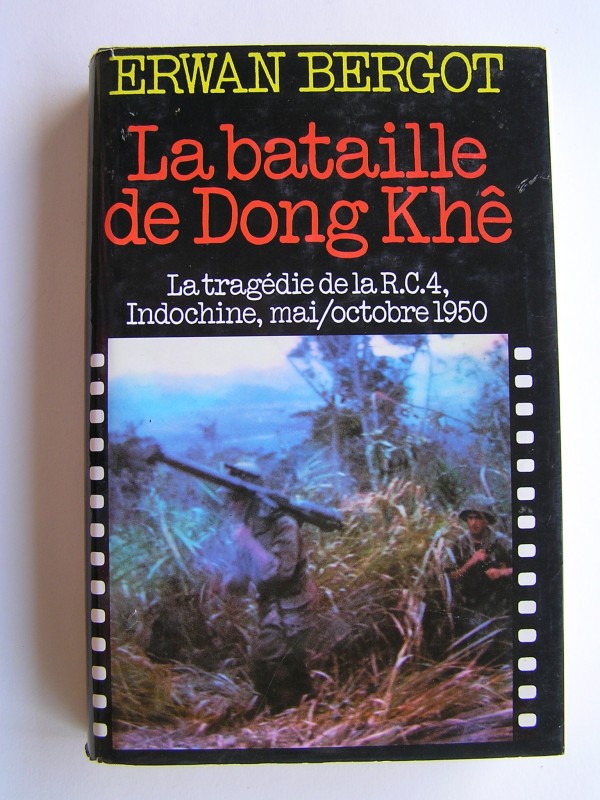 ERWAN BERGOT
La bataille
de Dong Khê
La tragédie de la R.C.4,
Indochine, mai/octobre 1950